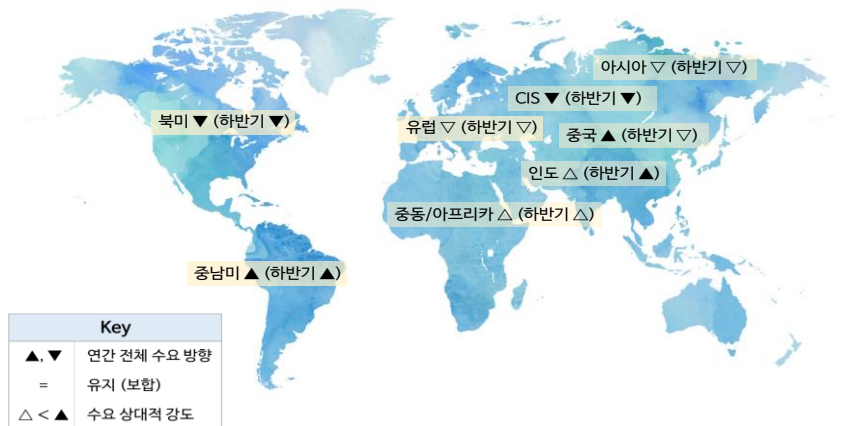 아시아 ▽ (하반기 ▽)
CIS ▼ (하반기 ▼)
북미 ▼ (하반기 ▼)
유럽 ▽ (하반기 ▽)
중국 ▲ (하반기 ▽)
인도 △ (하반기 ▲)
중동/아프리카 △ (하반기 △)
중남미 ▲ (하반기 ▲)
Key
▲, ▼ 연간 전체 수요 방향
= 유지 (보합)
△ < ▲ 수요 상대적 강도